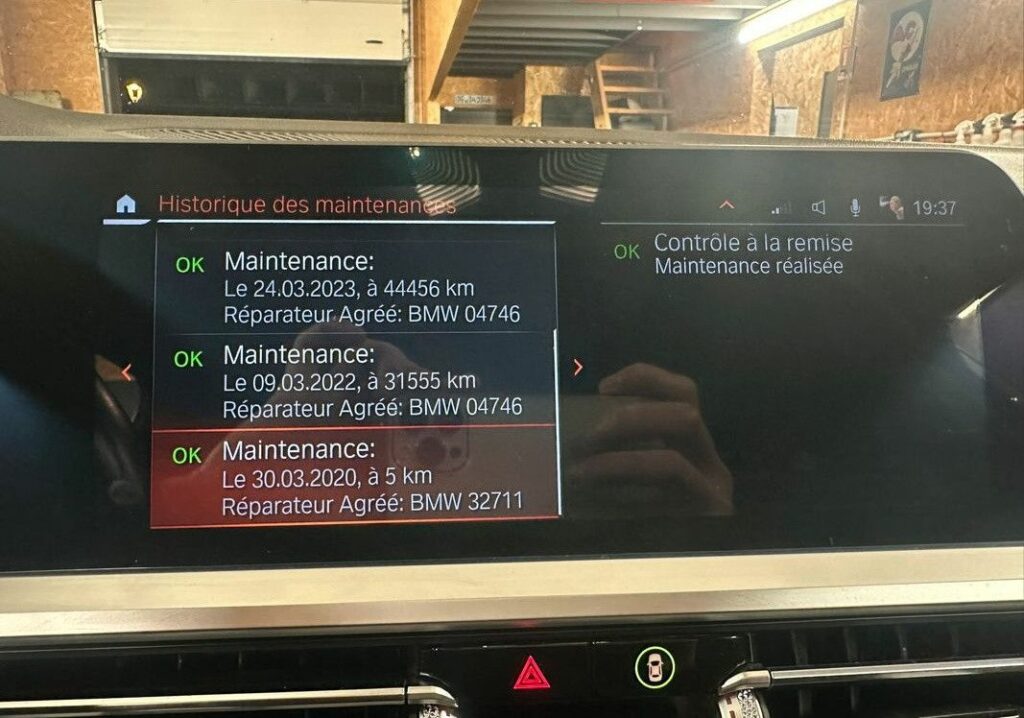 Historique des maintenances
19:37
OK
Maintenance:
Le 24.03.2023, à 44456 km
Réparateur Agréé: BMW 04746
OK
Maintenance:
Le 09.03.2022, à 31555 km
Réparateur Agréé: BMW 04746
OK
Maintenance:
Le 30.03.2020, à 5 km
Réparateur Agréé: BMW 32711
OK
Contrôle à la remise
Maintenance réalisée